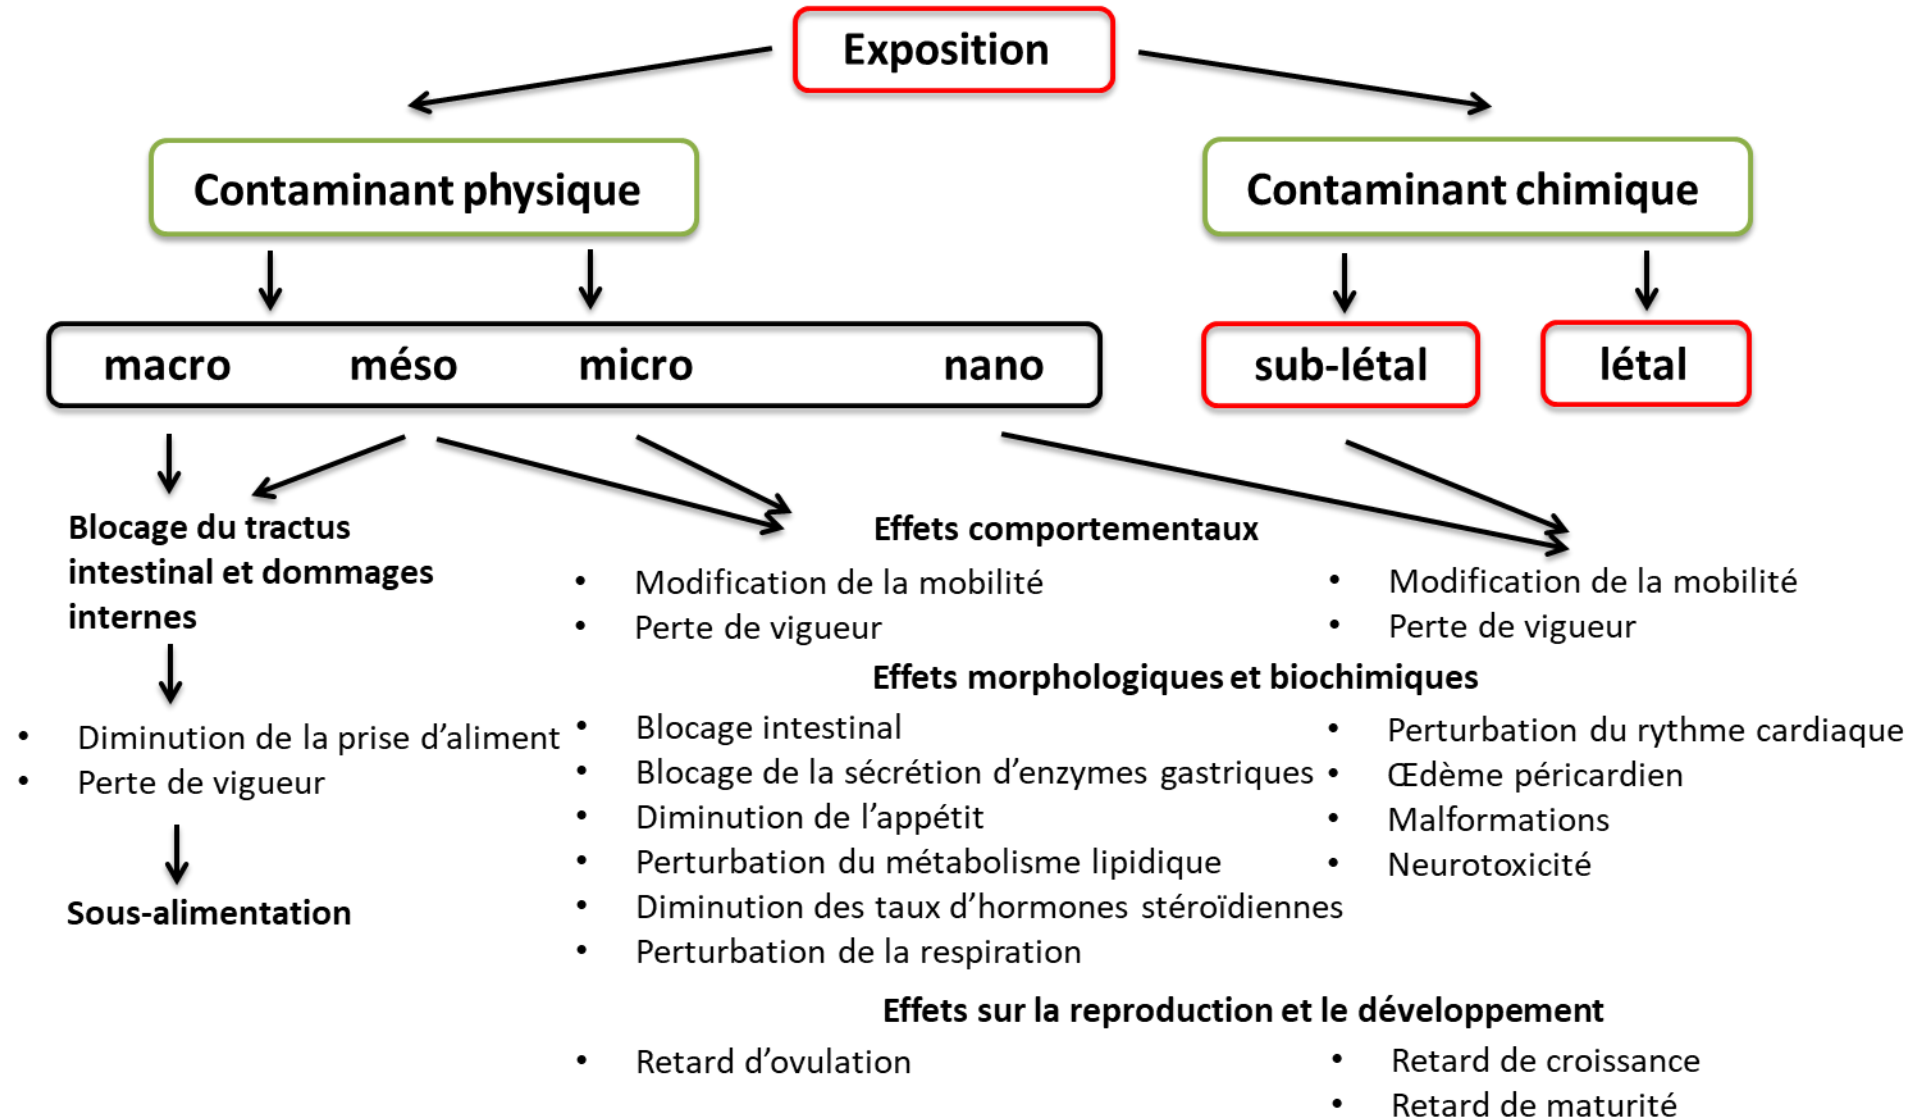 Exposition
Contaminant physique
Contaminant chimique
macro méso micro nano
sub-létal
létal
Blocage du tractus
intestinal et dommages
internes
• Diminution de la prise d’aliment
• Perte de vigueur
Sous-alimentation
Effets comportementaux
• Modification de la mobilité
• Perte de vigueur
• Modification de la mobilité
• Perte de vigueur
Effets morphologiques et biochimiques
• Blocage intestinal
• Blocage de la sécrétion d’enzymes gastriques
• Diminution de l’appétit
• Perturbation du métabolisme lipidique
• Diminution des taux d’hormones stéroïdiennes
• Perturbation de la respiration
• Perturbation du rythme cardiaque
• Œdème péricardien
• Malformations
• Neurotoxicité
Effets sur la reproduction et le développement
• Retard d’ovulation
• Retard de croissance
• Retard de maturité